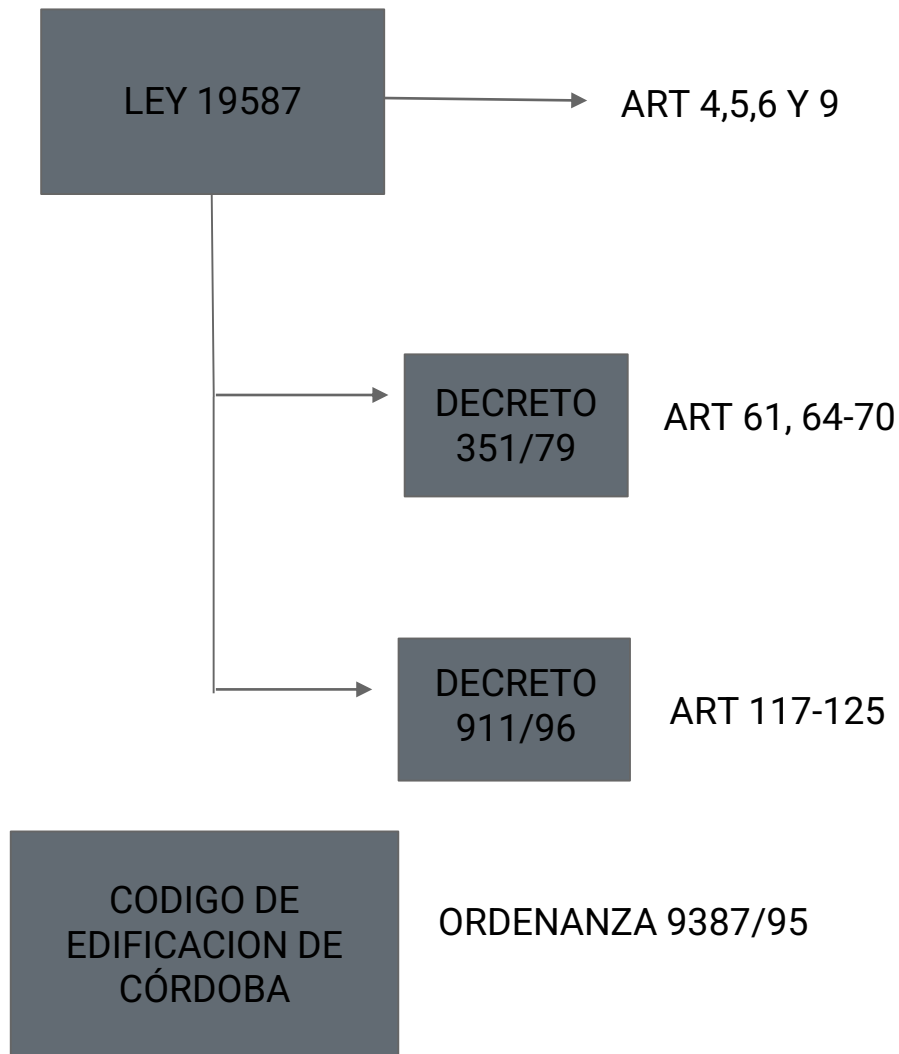 LEY 19587
ART 4,5,6 Y 9
DECRETO
351/79
ART 61, 64-70
DECRETO
911/96
ART 117-125
CODIGO DE
EDIFICACION DE
CÓRDOBA
ORDENANZA 9387/95